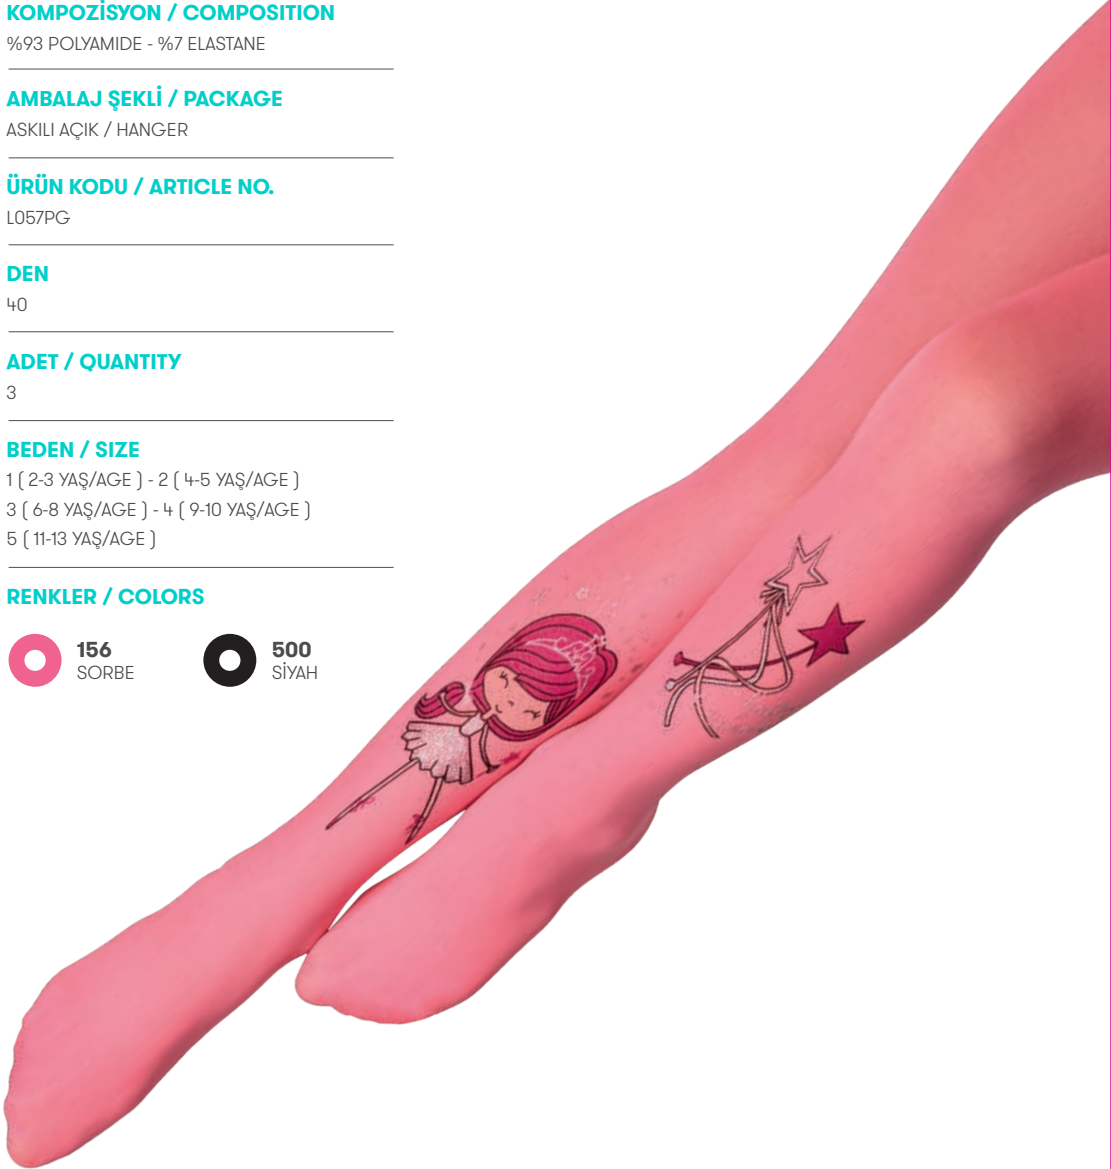 KOMPOZİSYON / COMPOSITION
%93 POLYAMIDE - %7 ELASTANE
AMBALAJ ŞEKLİ / PACKAGE
ASKILI AÇIK / HANGER
ÜRÜN KODU / ARTICLE NO.
L057PG
DEN
40
ADET / QUANTITY
3
BEDEN / SIZE
1 ( 2-3 YAŞ/AGE ) - 2 ( 4-5 YAŞ/AGE )
3 ( 6-8 YAŞ/AGE ) - 4 ( 9-10 YAŞ/AGE )
5 ( 11-13 YAŞ/AGE )
RENKLER / COLORS
156
SORBE
500
SİYAH